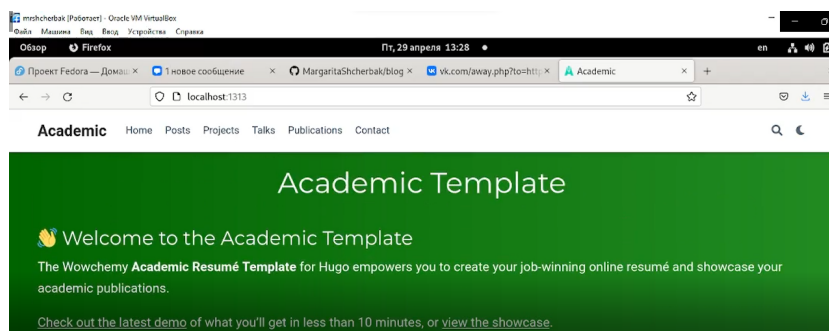 mrshcherbak [Работает] - Oracle VM VirtualBox
Файл Машина Вид Ввод Устройства Справка
Обзор Firefox Пт, 29 апреля 13:28 en
Проект Fedora — Домаш 1 новое сообщение MargaritaShcherbak/blog vk.com/away.php?to=http Academic
localhost:1313
Academic Home Posts Projects Talks Publications Contact
Academic Template
👋 Welcome to the Academic Template
The Wowchemy Academic Resumé Template for Hugo empowers you to create your job-winning online resumé and showcase your
academic publications.
Check out the latest demo of what you'll get in less than 10 minutes, or view the showcase.